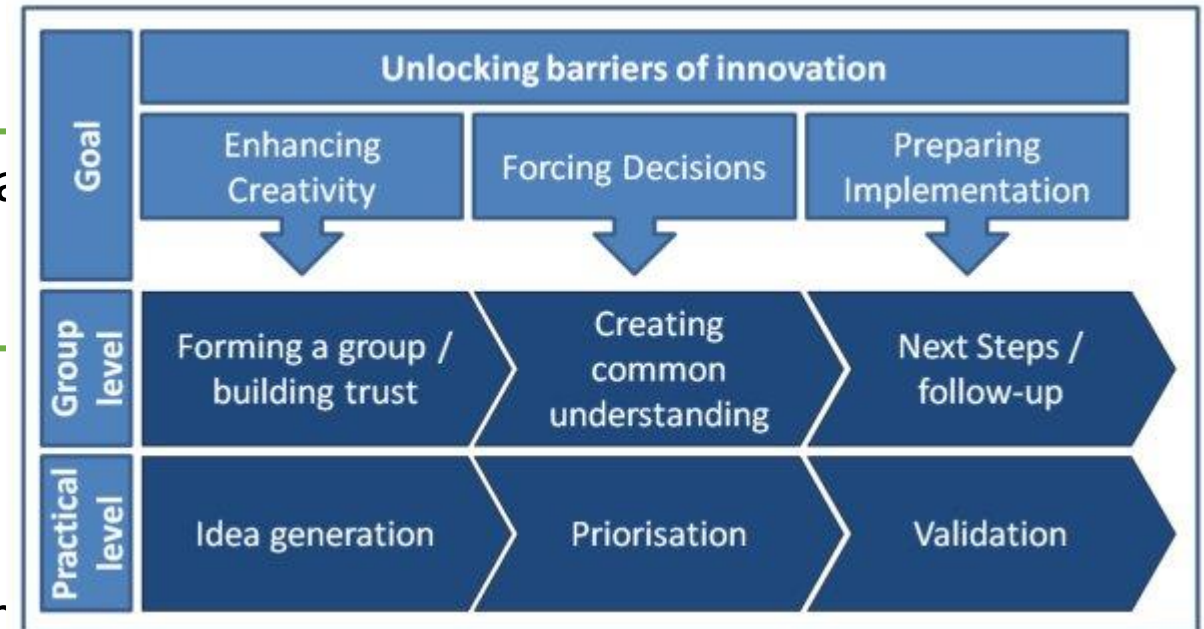 Goal
Unlocking barriers of innovation
Enhancing
Creativity
Forcing Decisions
Preparing
Implementation
Group
level
Forming a group /
building trust
Creating
common
understanding
Next Steps /
follow-up
Practical
level
Idea generation
Priorisation
Validation